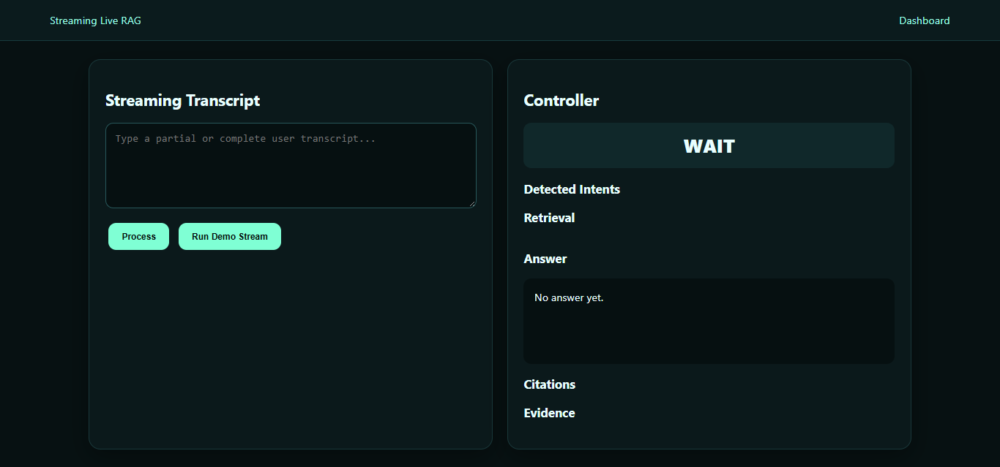 Streaming Live RAG
Dashboard
Streaming Transcript
Type a partial or complete user transcript...
Process
Run Demo Stream
Controller
WAIT
Detected Intents
Retrieval
Answer
No answer yet.
Citations
Evidence